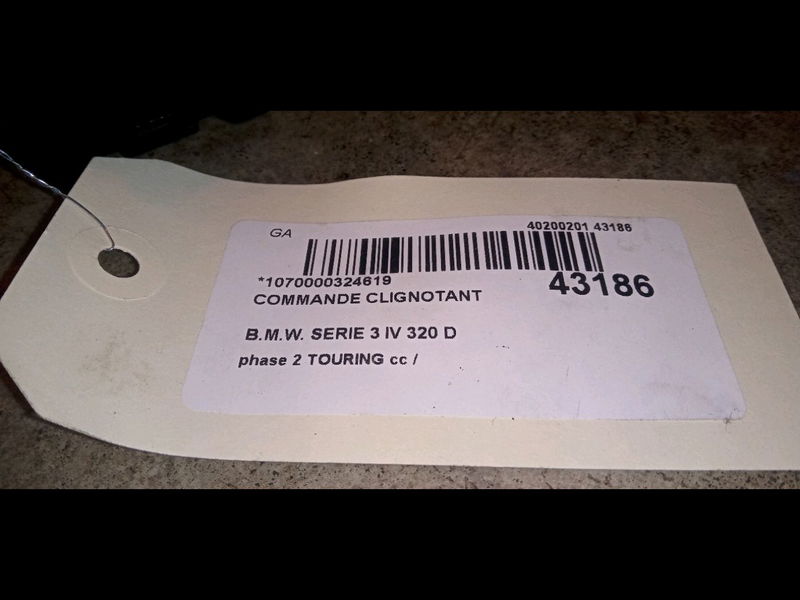 GA
40200201 43186
*1070000324619
43186
COMMANDE CLIGNOTANT
B.M.W. SERIE 3 IV 320 D
phase 2 TOURING cc /